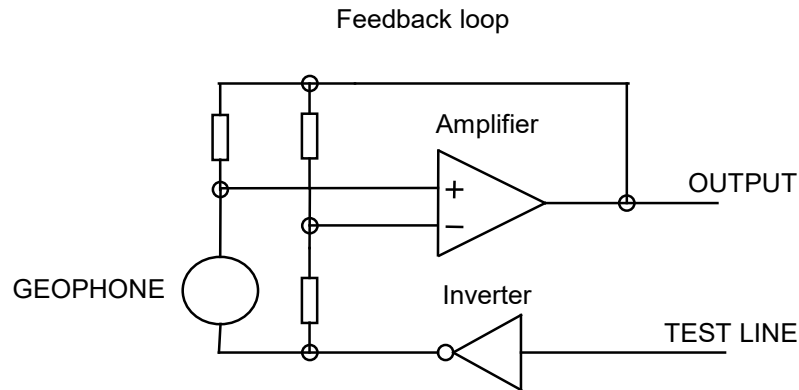 Feedback loop
Amplifier
+
OUTPUT
−
GEOPHONE
Inverter
TEST LINE